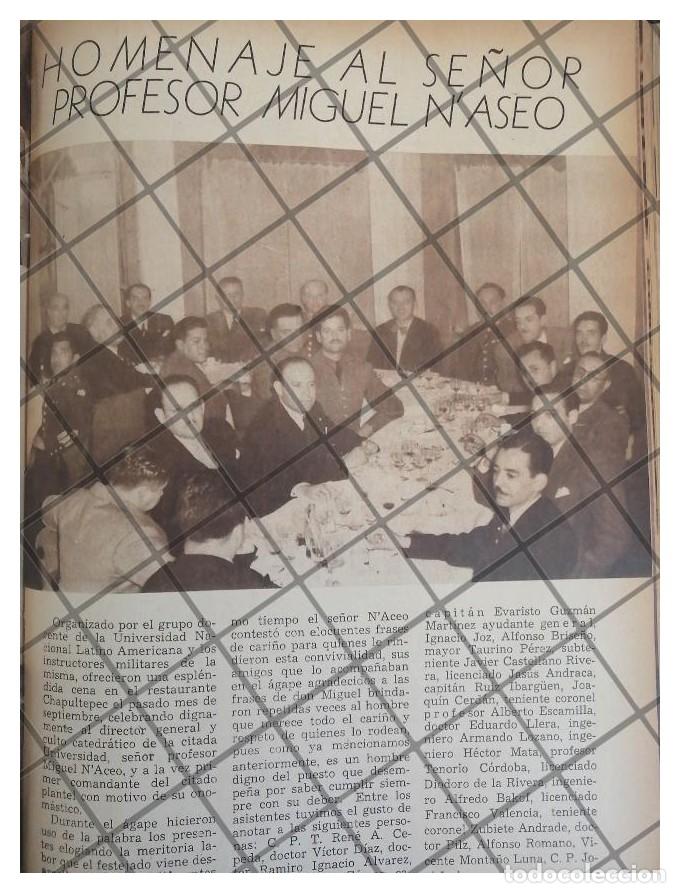 HOMENAJE AL SEÑOR
PROFESOR MIGUEL N'ASEO
Organizado por el grupo do-
cente de la Universidad Na-
cional Latino Americana y los
instructores militares de la
misma, ofrecieron una esplén-
dida cena en el restaurante
Chapultepec el pasado mes de
septiembre, celebrando digna-
mente al director general y
culto catedrático de la citada
Universidad, señor profesor
Miguel N'Aceo, y a la vez pri-
mer comandante del citado
plantel con motivo de su ono-
mástico.
Durante el ágape hicieron
uso de la palabra los presen-
tes elogiando la meritoria la-
bor que el festejado viene des-
mo tiempo el señor N'Aceo
contestó con elocuentes frases
de cariño para quienes le rin-
dieron esta convivialidad, sus
amigos que lo acompañaban
en el ágape agradecidos a las
frases de don Miguel brinda-
ron repetidas veces al hombre
que merece todo el cariño y
respeto de quienes lo rodean,
pues como ya mencionamos
anteriormente, es un hombre
digno del puesto que desem-
peña por saber cumplir siem-
pre con su deber. Entre los
asistentes tuvimos el gusto de
anotar a las siguientes perso-
nas: C. P. T. René A. Ce-
peda, doctor Víctor Díaz, doc-
tor Ramiro Ignacio Alvarez,
capitán Evaristo Guzmán
Martínez ayudante general,
Ignacio Joz, Alfonso Briseño,
mayor Taurino Pérez, subte-
niente Javier Castellano Rive-
ra, licenciado Jasús Andraca,
capitán Ruiz Ibargüen, Joa-
quín Cerdán, teniente coronel
profesor Alberto Escamilla,
doctor Eduardo Llera, inge-
niero Armando Lozano, inge-
niero Héctor Mata, profesor
Tenorio Córdoba, licenciado
Diodoro de la Rivera, ingenie-
ro Alfredo Bakof, licenciado
Francisco Valencia, teniente
coronel Zubiete Andrade, doc-
tor Pilz, Alfonso Romano, Vi-
cente Montaño Luna, C. P. Jo-
todocoleccion